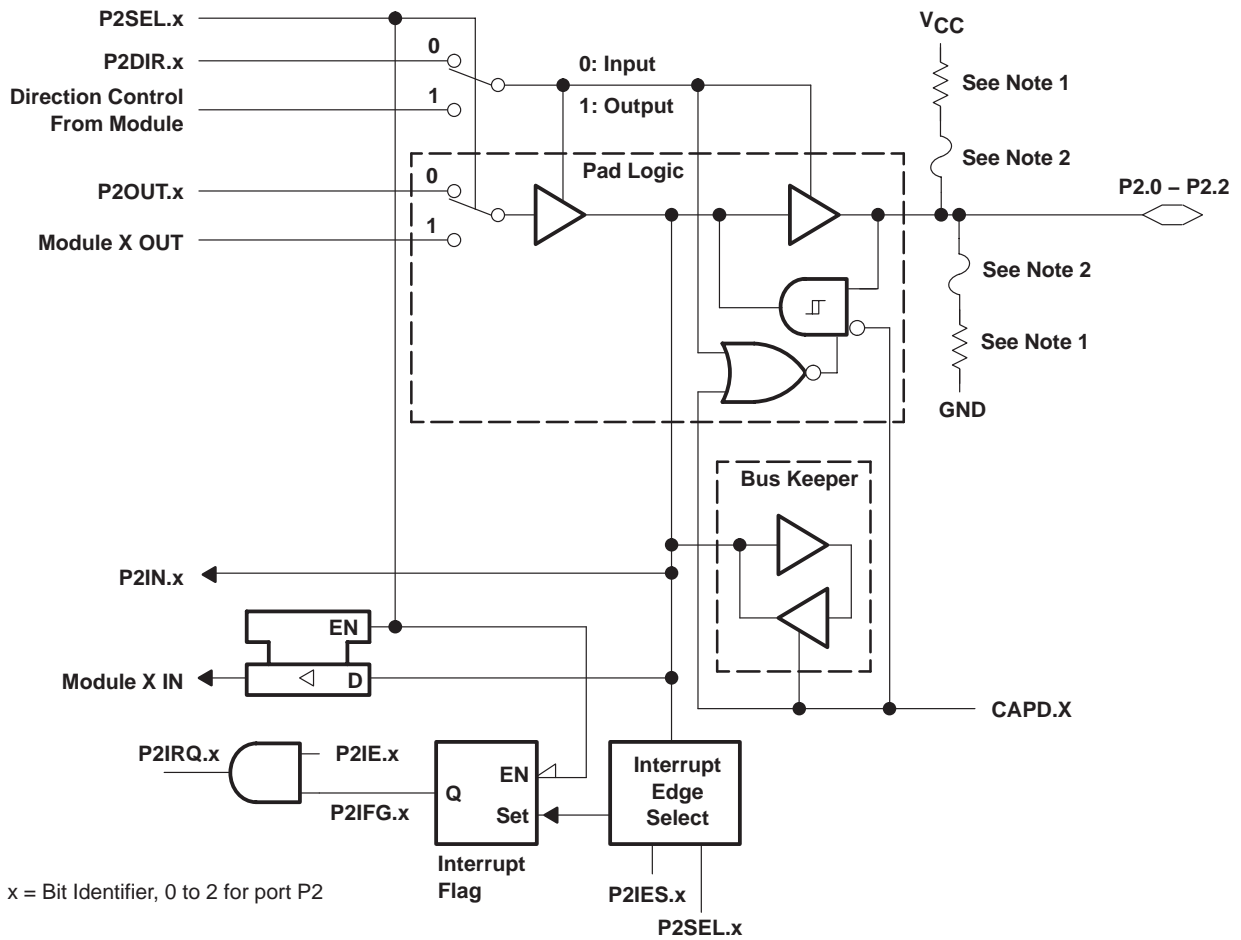 P2SEL.x
VCC
0
P2DIR.x
0: Input
See Note 1
Direction Control
From Module
1
1: Output
Pad Logic
See Note 2
P2.0 – P2.2
P2OUT.x
0
1
Module X OUT
See Note 2
See Note 1
GND
Bus Keeper
P2IN.x
EN
Module X IN
D
CAPD.X
P2IRQ.x
P2IE.x
EN
Interrupt
Edge
Select
Q
P2IFG.x
Set
Interrupt
Flag
P2IES.x
x = Bit Identifier, 0 to 2 for port P2
P2SEL.x